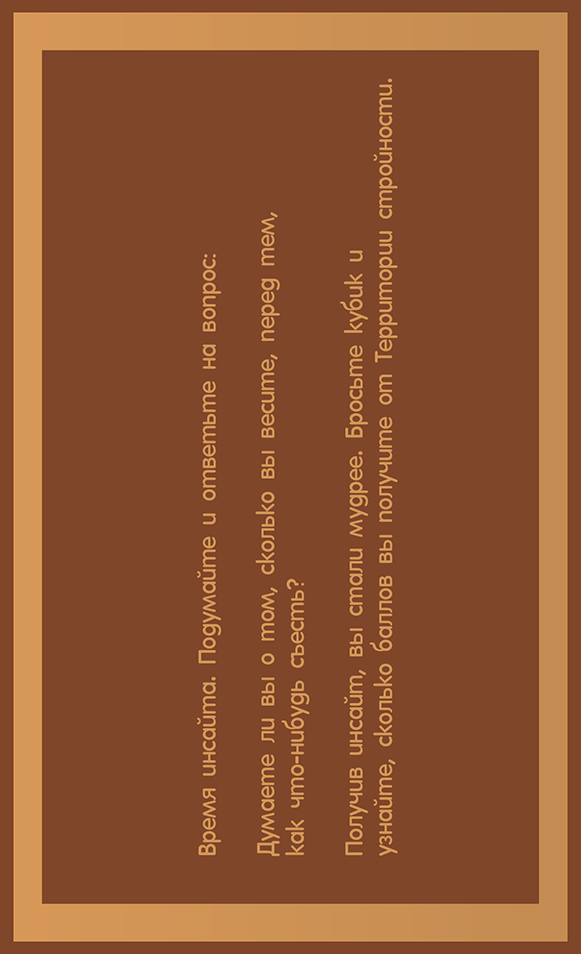 Время инсайта. Подумайте и ответьте на вопрос:
Думаете ли вы о том, сколько вы весите, перед тем,
как что-нибудь съесть?
Получив инсайт, вы стали мудрее. Бросьте кубик и
узнайте, сколько баллов вы получите от Территории стройности.